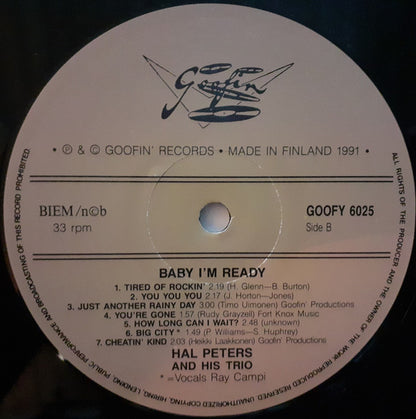 Goofin
• ℗ & © GOOFIN' RECORDS • MADE IN FINLAND 1991 •
BIEM/n©b
33 rpm
GOOFY 6025
Side B
BABY I'M READY
1. TIRED OF ROCKIN' 2:19 (H. Glenn—B. Burton)
2. YOU YOU YOU 2:17 (J. Horton—Jones)
3. JUST ANOTHER RAINY DAY 3:00 (Timo Uimonen) Goofin' Productions
4. YOU'RE GONE 1:57 (Rudy Grayzell) Fort Knox Music
5. HOW LONG CAN I WAIT? 2:48 (unknown)
6. BIG CITY * 1:49 (P. Williams—S. Huphrey)
7. CHEATIN' KIND 2:03 (Heikki Laakkonen) Goofin' Productions
HAL PETERS
AND HIS TRIO
* =Vocals Ray Campi
ALL RIGHTS OF THE PRODUCER AND THE OWNER OF THE WORK REPRODUCED RESERVED. UNAUTHORIZED COPYING, HIRING, LENDING, PUBLIC PERFORMANCE AND BROADCASTING OF THIS RECORD PROHIBITED.